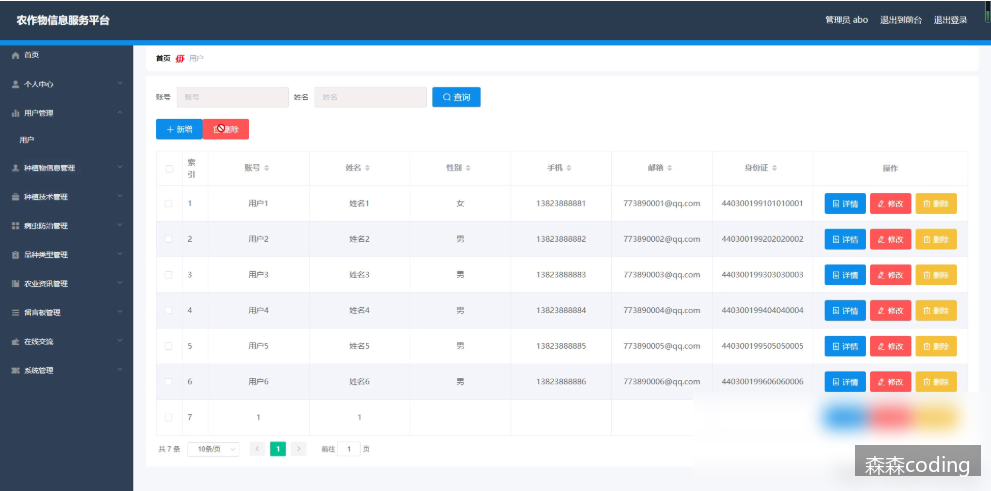 农作物信息服务平台
管理员 abo 退出到前台 退出登录
首页
个人中心
用户管理
用户
种植物信息管理
种植技术管理
病虫防治管理
品种类型管理
农业资讯管理
留言板管理
在线交流
系统管理
首页 用户
账号 账号 姓名 姓名 查询
新增 删除
索引 账号 姓名 性别 手机 邮箱 身份证 操作
1 用户1 姓名1 女 13823888881 773890001@qq.com 440300199101010001 详情 修改 删除
2 用户2 姓名2 男 13823888882 773890002@qq.com 440300199202020002 详情 修改 删除
3 用户3 姓名3 男 13823888883 773890003@qq.com 440300199303030003 详情 修改 删除
4 用户4 姓名4 男 13823888884 773890004@qq.com 440300199404040004 详情 修改 删除
5 用户5 姓名5 男 13823888885 773890005@qq.com 440300199505050005 详情 修改 删除
6 用户6 姓名6 男 13823888886 773890006@qq.com 440300199606060006 详情 修改 删除
7 1 1
共 7 条 10条/页 1 前往 1 页
森森coding